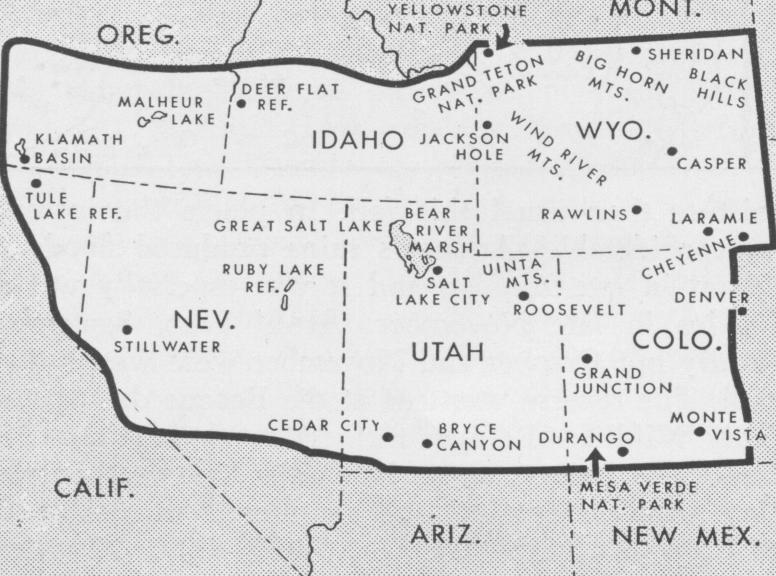 YELLOWSTONE
NAT. PARK
MONT.
OREG.
SHERIDAN
BIG HORN
MTS.
BLACK
HILLS
GRAND TETON
NAT. PARK
DEER FLAT
REF.
MALHEUR
LAKE
IDAHO
JACKSON
HOLE
WIND RIVER
MTS.
WYO.
CASPER
KLAMATH
BASIN
TULE
LAKE REF.
GREAT SALT LAKE
BEAR
RIVER
MARSH
RAWLINS
LARAMIE
CHEYENNE
RUBY LAKE
REF.
SALT
LAKE CITY
UINTA
MTS.
ROOSEVELT
DENVER
NEV.
STILLWATER
UTAH
COLO.
GRAND
JUNCTION
CEDAR CITY
BRYCE
CANYON
DURANGO
MONTE
VISTA
MESA VERDE
NAT. PARK
CALIF.
ARIZ.
NEW MEX.